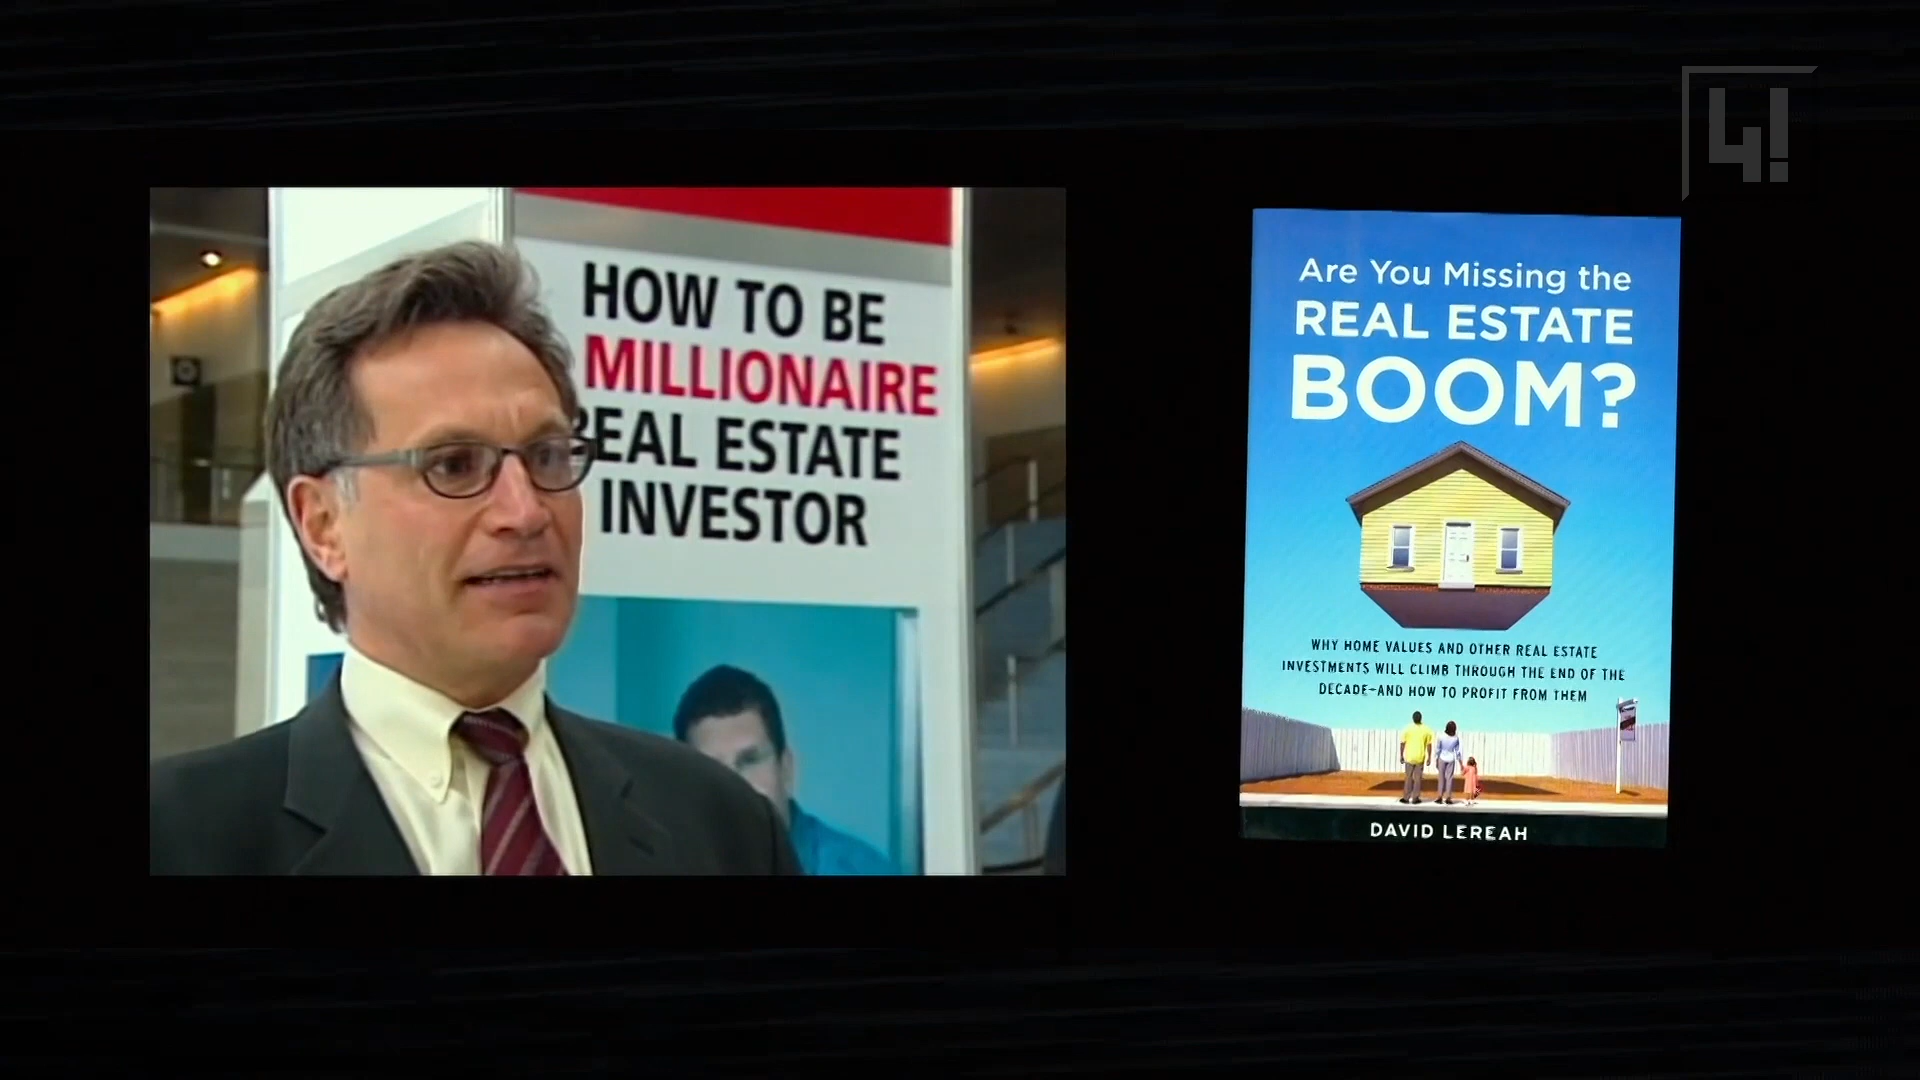 HOW TO BE
MILLIONAIRE
REAL ESTATE
INVESTOR
4!
Are You Missing the
REAL ESTATE
BOOM?
WHY HOME VALUES AND OTHER REAL ESTATE
INVESTMENTS WILL CLIMB THROUGH THE END OF THE
DECADE–AND HOW TO PROFIT FROM THEM
DAVID LEREAH